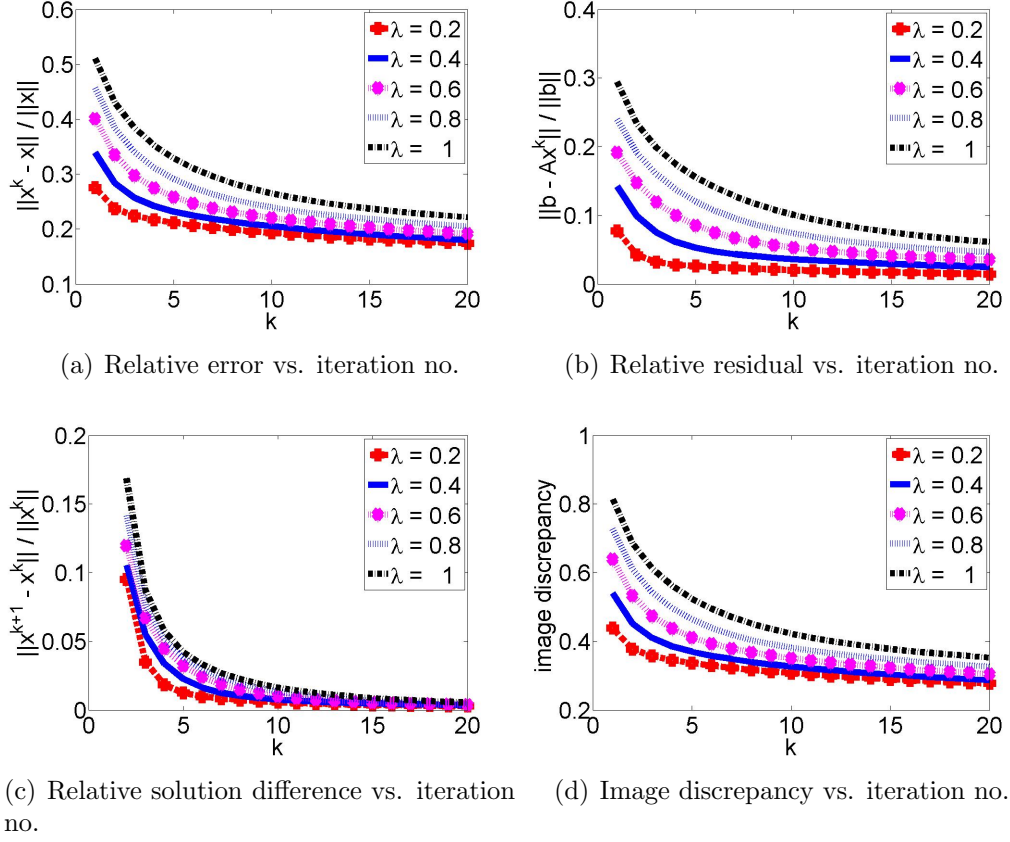 0.6
0.5
0.4
0.3
0.2
0.1
0
5
10
15
20
k
||x^k - x|| / ||x||
λ = 0.2
λ = 0.4
λ = 0.6
λ = 0.8
λ = 1
(a) Relative error vs. iteration no.
0.4
0.3
0.2
0.1
0
0
5
10
15
20
k
||b - Ax^k|| / ||b||
λ = 0.2
λ = 0.4
λ = 0.6
λ = 0.8
λ = 1
(b) Relative residual vs. iteration no.
0.2
0.15
0.1
0.05
0
0
5
10
15
20
k
||x^{k+1} - x^k|| / ||x^k||
λ = 0.2
λ = 0.4
λ = 0.6
λ = 0.8
λ = 1
(c) Relative solution difference vs. iteration
no.
1
0.8
0.6
0.4
0.2
0
5
10
15
20
k
image discrepancy
λ = 0.2
λ = 0.4
λ = 0.6
λ = 0.8
λ = 1
(d) Image discrepancy vs. iteration no.